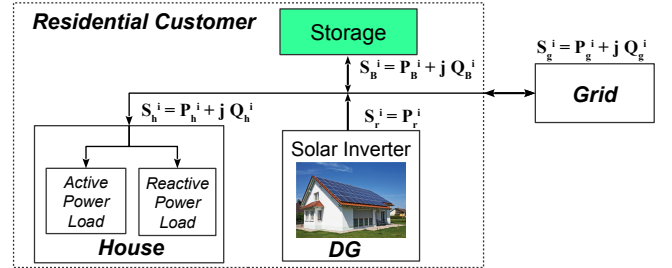 Residential Customer
Storage
S_B^i = P_B^i + j Q_B^i
S_g^i = P_g^i + j Q_g^i
Grid
S_h^i = P_h^i + j Q_h^i
S_r^i = P_r^i
Solar Inverter
Active
Power
Load
Reactive
Power
Load
House
DG